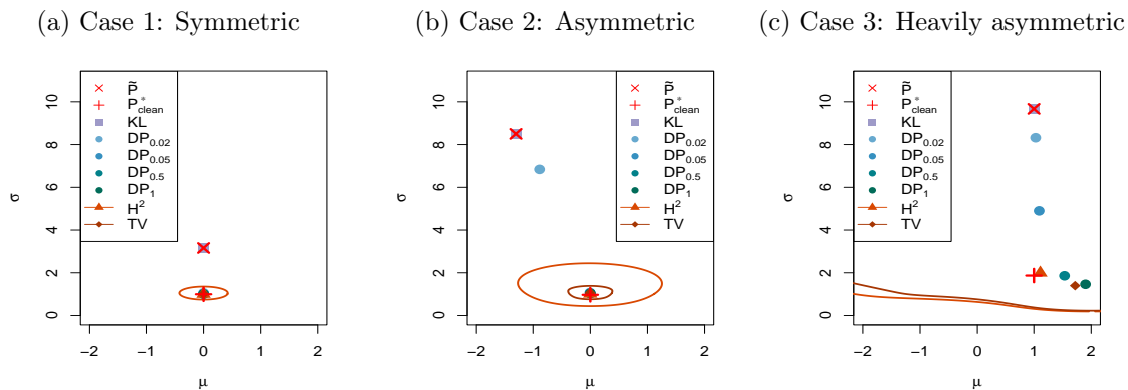 (a) Case 1: Symmetric
(b) Case 2: Asymmetric
(c) Case 3: Heavily asymmetric
P̃
P*clean
KL
DP0.02
DP0.05
DP0.5
DP1
H²
TV
σ
10
8
6
4
2
0
−2 −1 0 1 2
μ
P̃
P*clean
KL
DP0.02
DP0.05
DP0.5
DP1
H²
TV
σ
10
8
6
4
2
0
−2 −1 0 1 2
μ
P̃
P*clean
KL
DP0.02
DP0.05
DP0.5
DP1
H²
TV
σ
10
8
6
4
2
0
−2 −1 0 1 2
μ